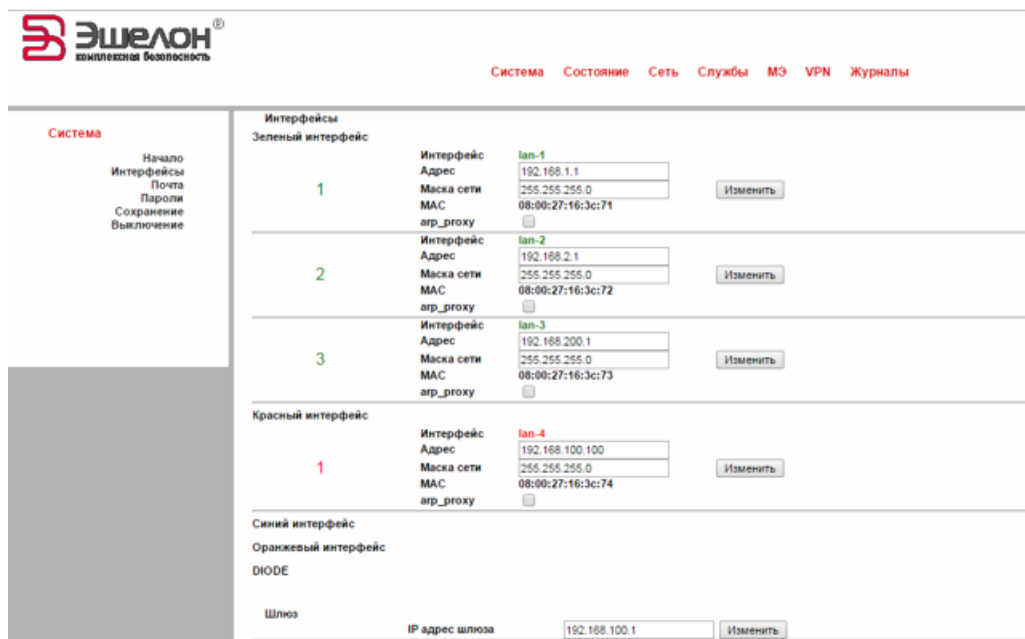 Эшелон®
комплексная безопасность
Система Состояние Сеть Службы МЭ VPN Журналы
Система
Начало
Интерфейсы
Почта
Пароли
Сохранение
Выключение
Интерфейсы
Зеленый интерфейс
1
Интерфейс lan-1
Адрес 192.168.1.1
Маска сети 255.255.255.0 Изменить
MAC 08:00:27:16:3c:71
arp_proxy
2
Интерфейс lan-2
Адрес 192.168.2.1
Маска сети 255.255.255.0 Изменить
MAC 08:00:27:16:3c:72
arp_proxy
3
Интерфейс lan-3
Адрес 192.168.200.1
Маска сети 255.255.255.0 Изменить
MAC 08:00:27:16:3c:73
arp_proxy
Красный интерфейс
1
Интерфейс lan-4
Адрес 192.168.100.100
Маска сети 255.255.255.0 Изменить
MAC 08:00:27:16:3c:74
arp_proxy
Синий интерфейс
Оранжевый интерфейс
DIODE
Шлюз
IP адрес шлюза 192.168.100.1 Изменить